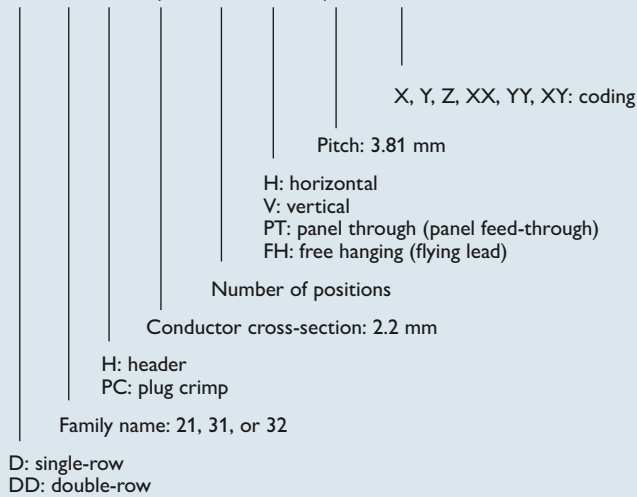 X, Y, Z, XX, YY, XY: coding
Pitch: 3.81 mm
H: horizontal
V: vertical
PT: panel through (panel feed-through)
FH: free hanging (flying lead)
Number of positions
Conductor cross-section: 2.2 mm
H: header
PC: plug crimp
Family name: 21, 31, or 32
D: single-row
DD: double-row